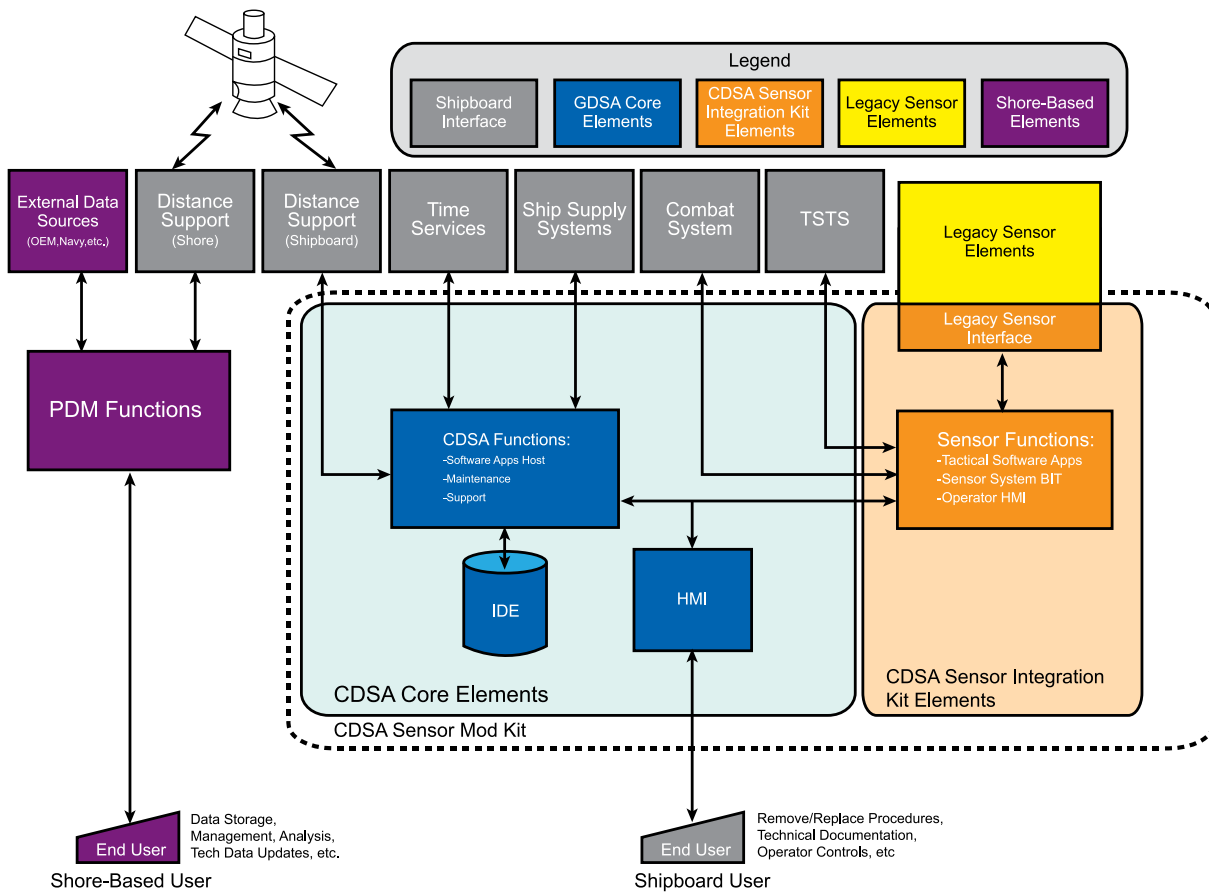 Legend
Shipboard
Interface
GDSA Core
Elements
CDSA Sensor
Integration Kit
Elements
Legacy Sensor
Elements
Shore-Based
Elements
External Data
Sources
(OEM,Navy,etc.)
Distance
Support
(Shore)
Distance
Support
(Shipboard)
Time
Services
Ship Supply
Systems
Combat
System
TSTS
Legacy Sensor
Elements
Legacy Sensor
Interface
PDM Functions
CDSA Functions:
-Software Apps Host
-Maintenance
-Support
Sensor Functions:
-Tactical Software Apps
-Sensor System BIT
-Operator HMI
IDE
HMI
CDSA Core Elements
CDSA Sensor Integration
Kit Elements
CDSA Sensor Mod Kit
End User
Data Storage,
Management, Analysis,
Tech Data Updates, etc.
Shore-Based User
End User
Remove/Replace Procedures,
Technical Documentation,
Operator Controls, etc
Shipboard User